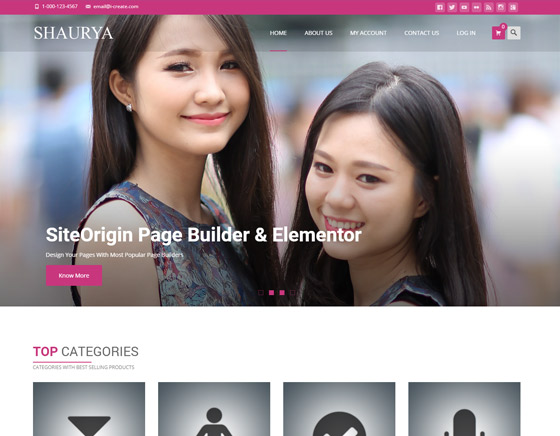 1-000-123-4567 email@i-create.com
SHAURYA HOME ABOUT US MY ACCOUNT CONTACT US LOG IN 0
SiteOrigin Page Builder & Elementor
Design Your Pages With Most Popular Page Builders
Know More
TOP CATEGORIES
CATEGORIES WITH BEST SELLING PRODUCTS